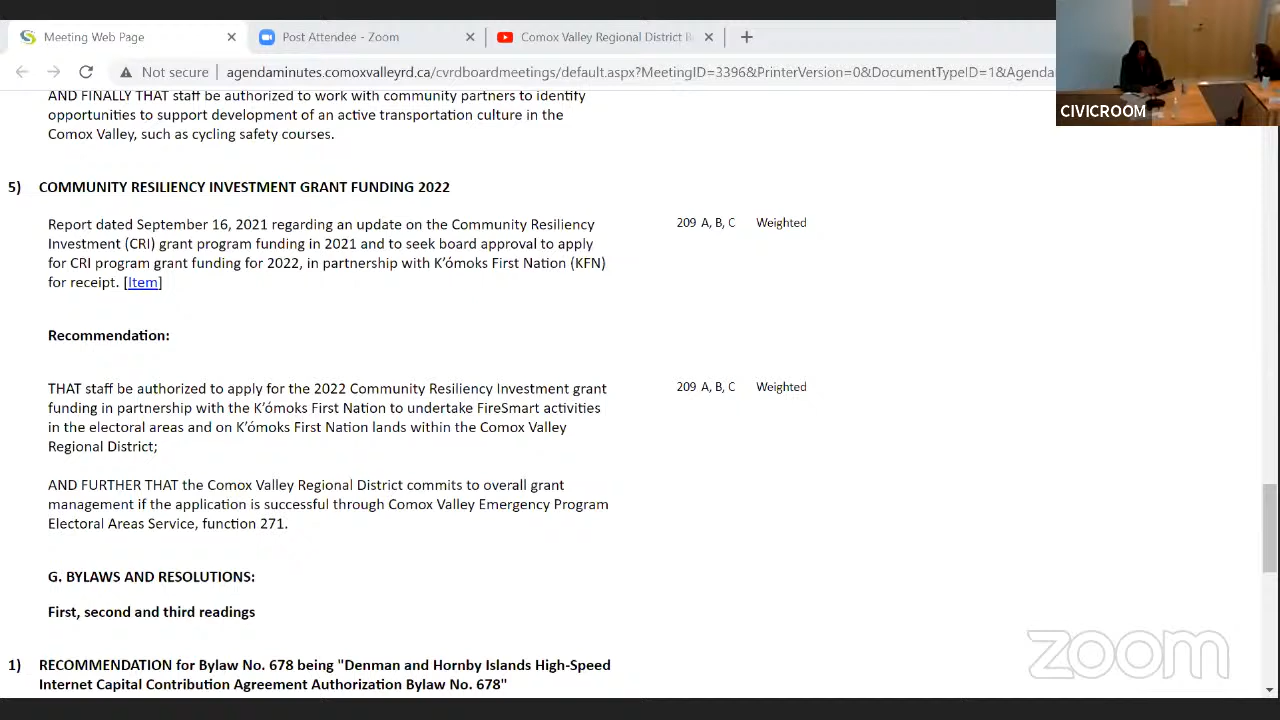 Meeting Web Page
Post Attendee - Zoom
Comox Valley Regional District B
Not secure
agendaminutes.comoxvalleyrd.ca/cvrdboardmeetings/default.aspx?MeetingID=3396&PrinterVersion=0&DocumentTypeID=1&Agenda
CIVICROOM
AND FINALLY THAT staff be authorized to work with community partners to identify
opportunities to support development of an active transportation culture in the
Comox Valley, such as cycling safety courses.
5) COMMUNITY RESILIENCY INVESTMENT GRANT FUNDING 2022
Report dated September 16, 2021 regarding an update on the Community Resiliency 209 A, B, C Weighted
Investment (CRI) grant program funding in 2021 and to seek board approval to apply
for CRI program grant funding for 2022, in partnership with K'ómoks First Nation (KFN)
for receipt. [Item]
Recommendation:
THAT staff be authorized to apply for the 2022 Community Resiliency Investment grant 209 A, B, C Weighted
funding in partnership with the K'ómoks First Nation to undertake FireSmart activities
in the electoral areas and on K'ómoks First Nation lands within the Comox Valley
Regional District;
AND FURTHER THAT the Comox Valley Regional District commits to overall grant
management if the application is successful through Comox Valley Emergency Program
Electoral Areas Service, function 271.
G. BYLAWS AND RESOLUTIONS:
First, second and third readings
1) RECOMMENDATION for Bylaw No. 678 being "Denman and Hornby Islands High-Speed
Internet Capital Contribution Agreement Authorization Bylaw No. 678"
zoom